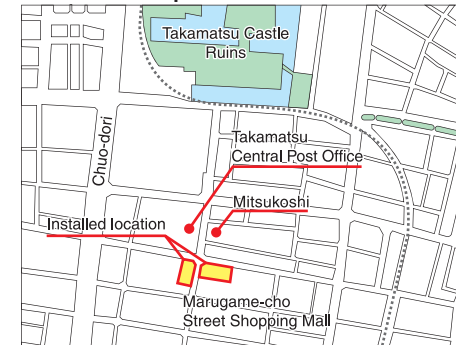 Takamatsu Castle
Ruins
Chuo-dori
Takamatsu
Central Post Office
Mitsukoshi
Installed location
Marugame-cho
Street Shopping Mall